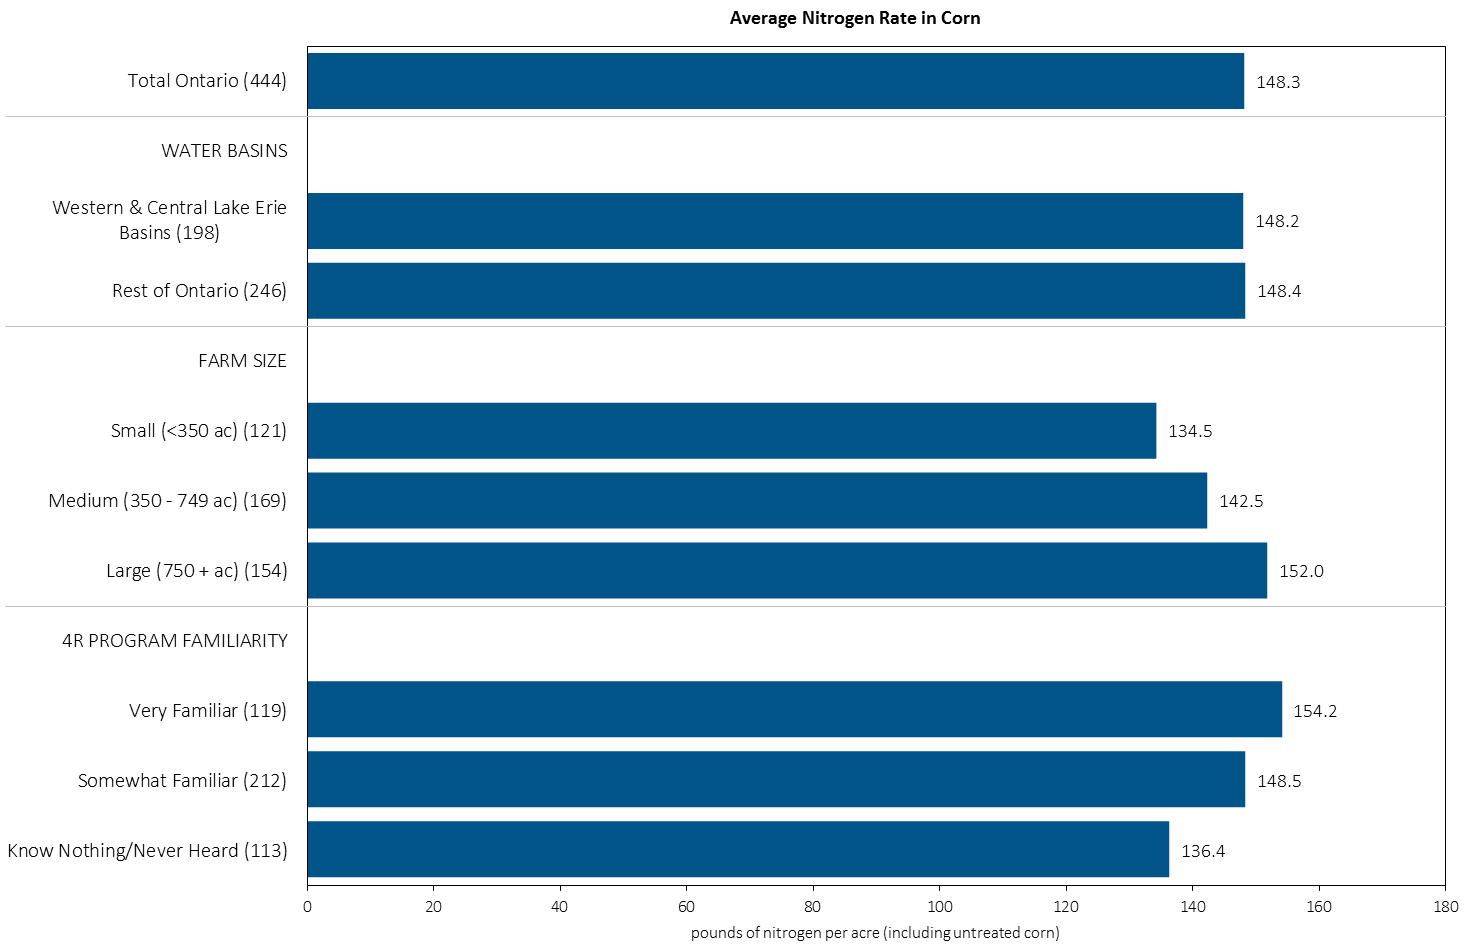 Average Nitrogen Rate in Corn
Total Ontario (444)
148.3
WATER BASINS
Western & Central Lake Erie
Basins (198)
148.2
Rest of Ontario (246)
148.4
FARM SIZE
Small (<350 ac) (121)
134.5
Medium (350 - 749 ac) (169)
142.5
Large (750 + ac) (154)
152.0
4R PROGRAM FAMILIARITY
Very Familiar (119)
154.2
Somewhat Familiar (212)
148.5
Know Nothing/Never Heard (113)
136.4
0 20 40 60 80 100 120 140 160 180
pounds of nitrogen per acre (including untreated corn)